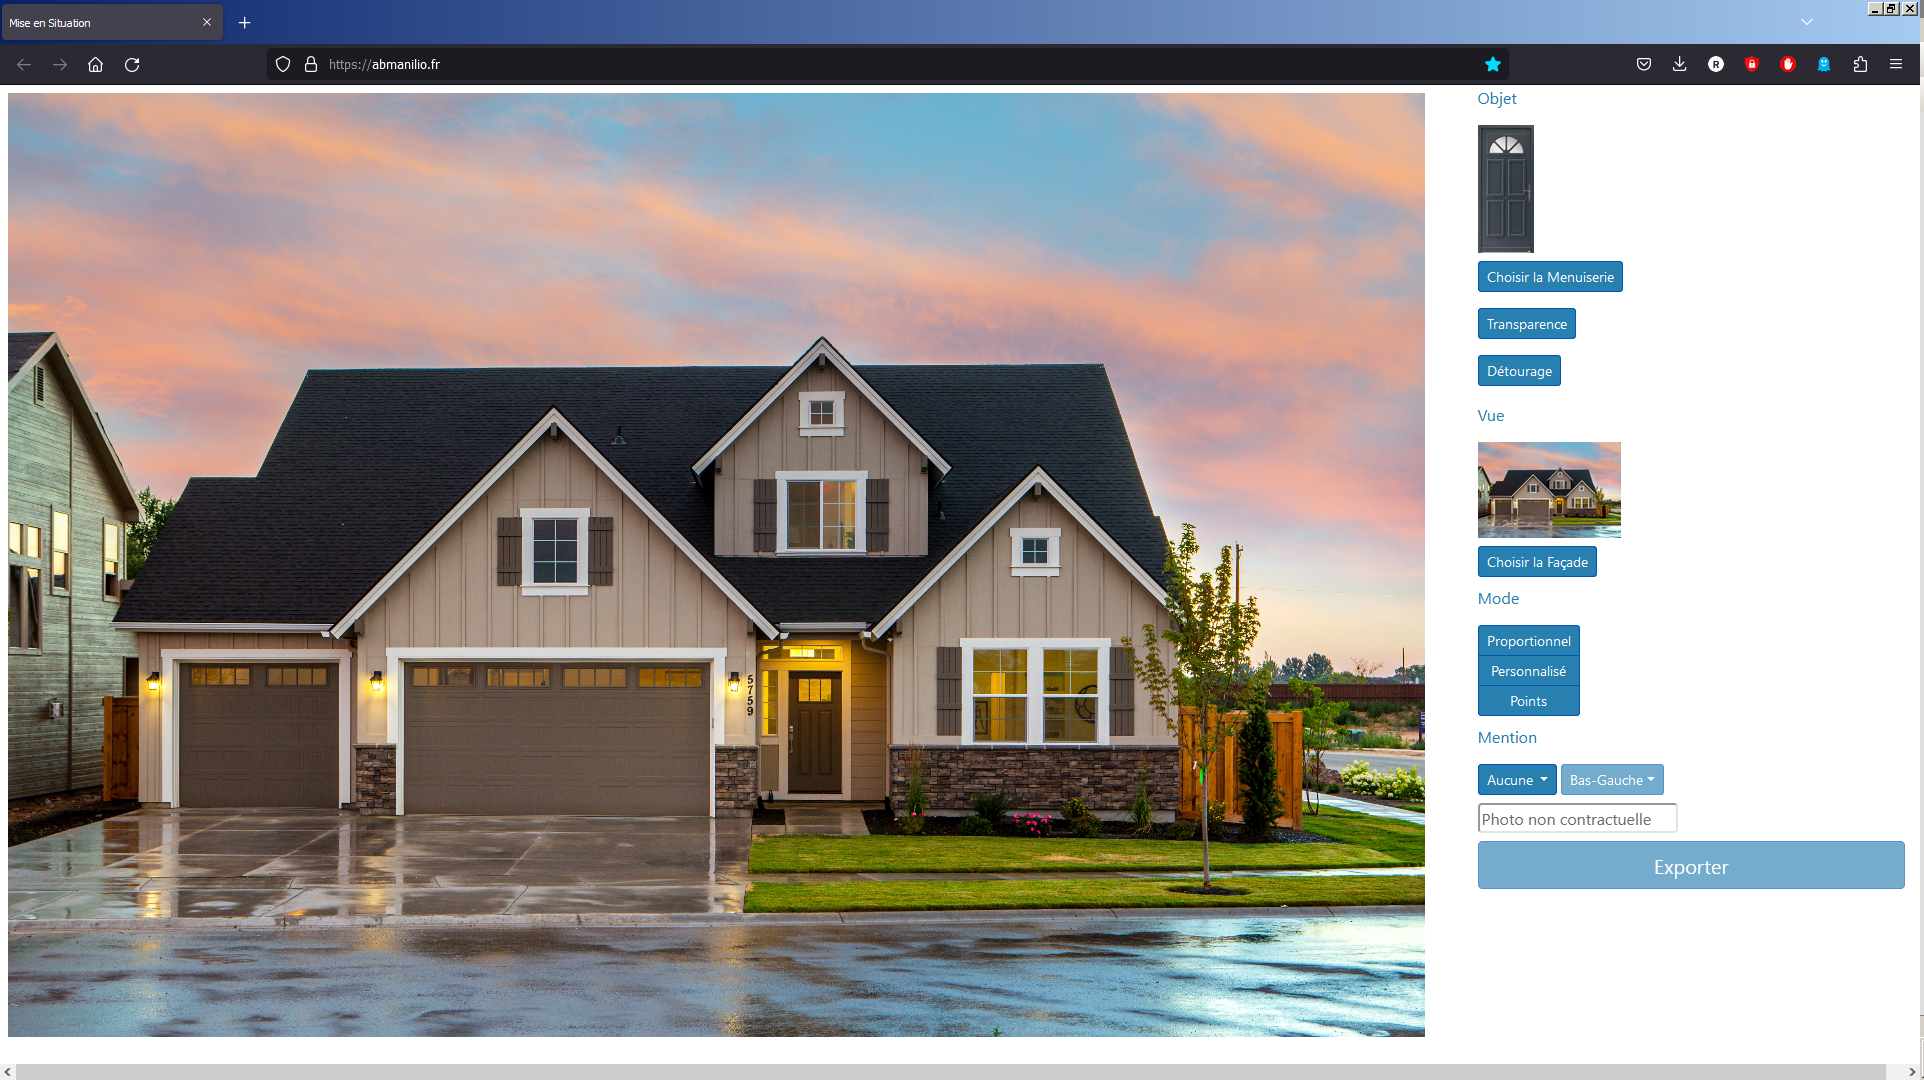 Mise en Situation
https://abmanilio.fr
R
Objet
Choisir la Menuiserie
Transparence
Détourage
Vue
Choisir la Façade
Mode
Proportionnel
Personnalisé
Points
Mention
Aucune
Bas-Gauche
Photo non contractuelle
Exporter
5759